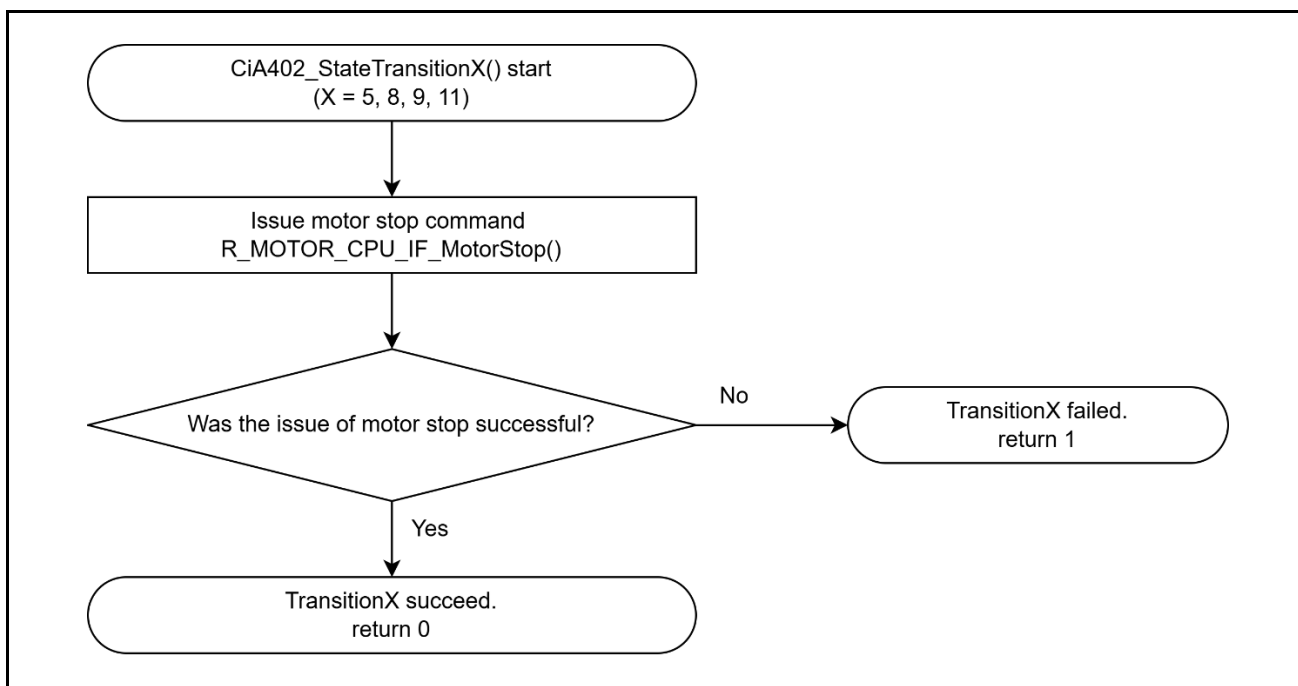 CiA402_StateTransitionX() start
(X = 5, 8, 9, 11)
Issue motor stop command
R_MOTOR_CPU_IF_MotorStop()
Was the issue of motor stop successful?
No
TransitionX failed.
return 1
Yes
TransitionX succeed.
return 0